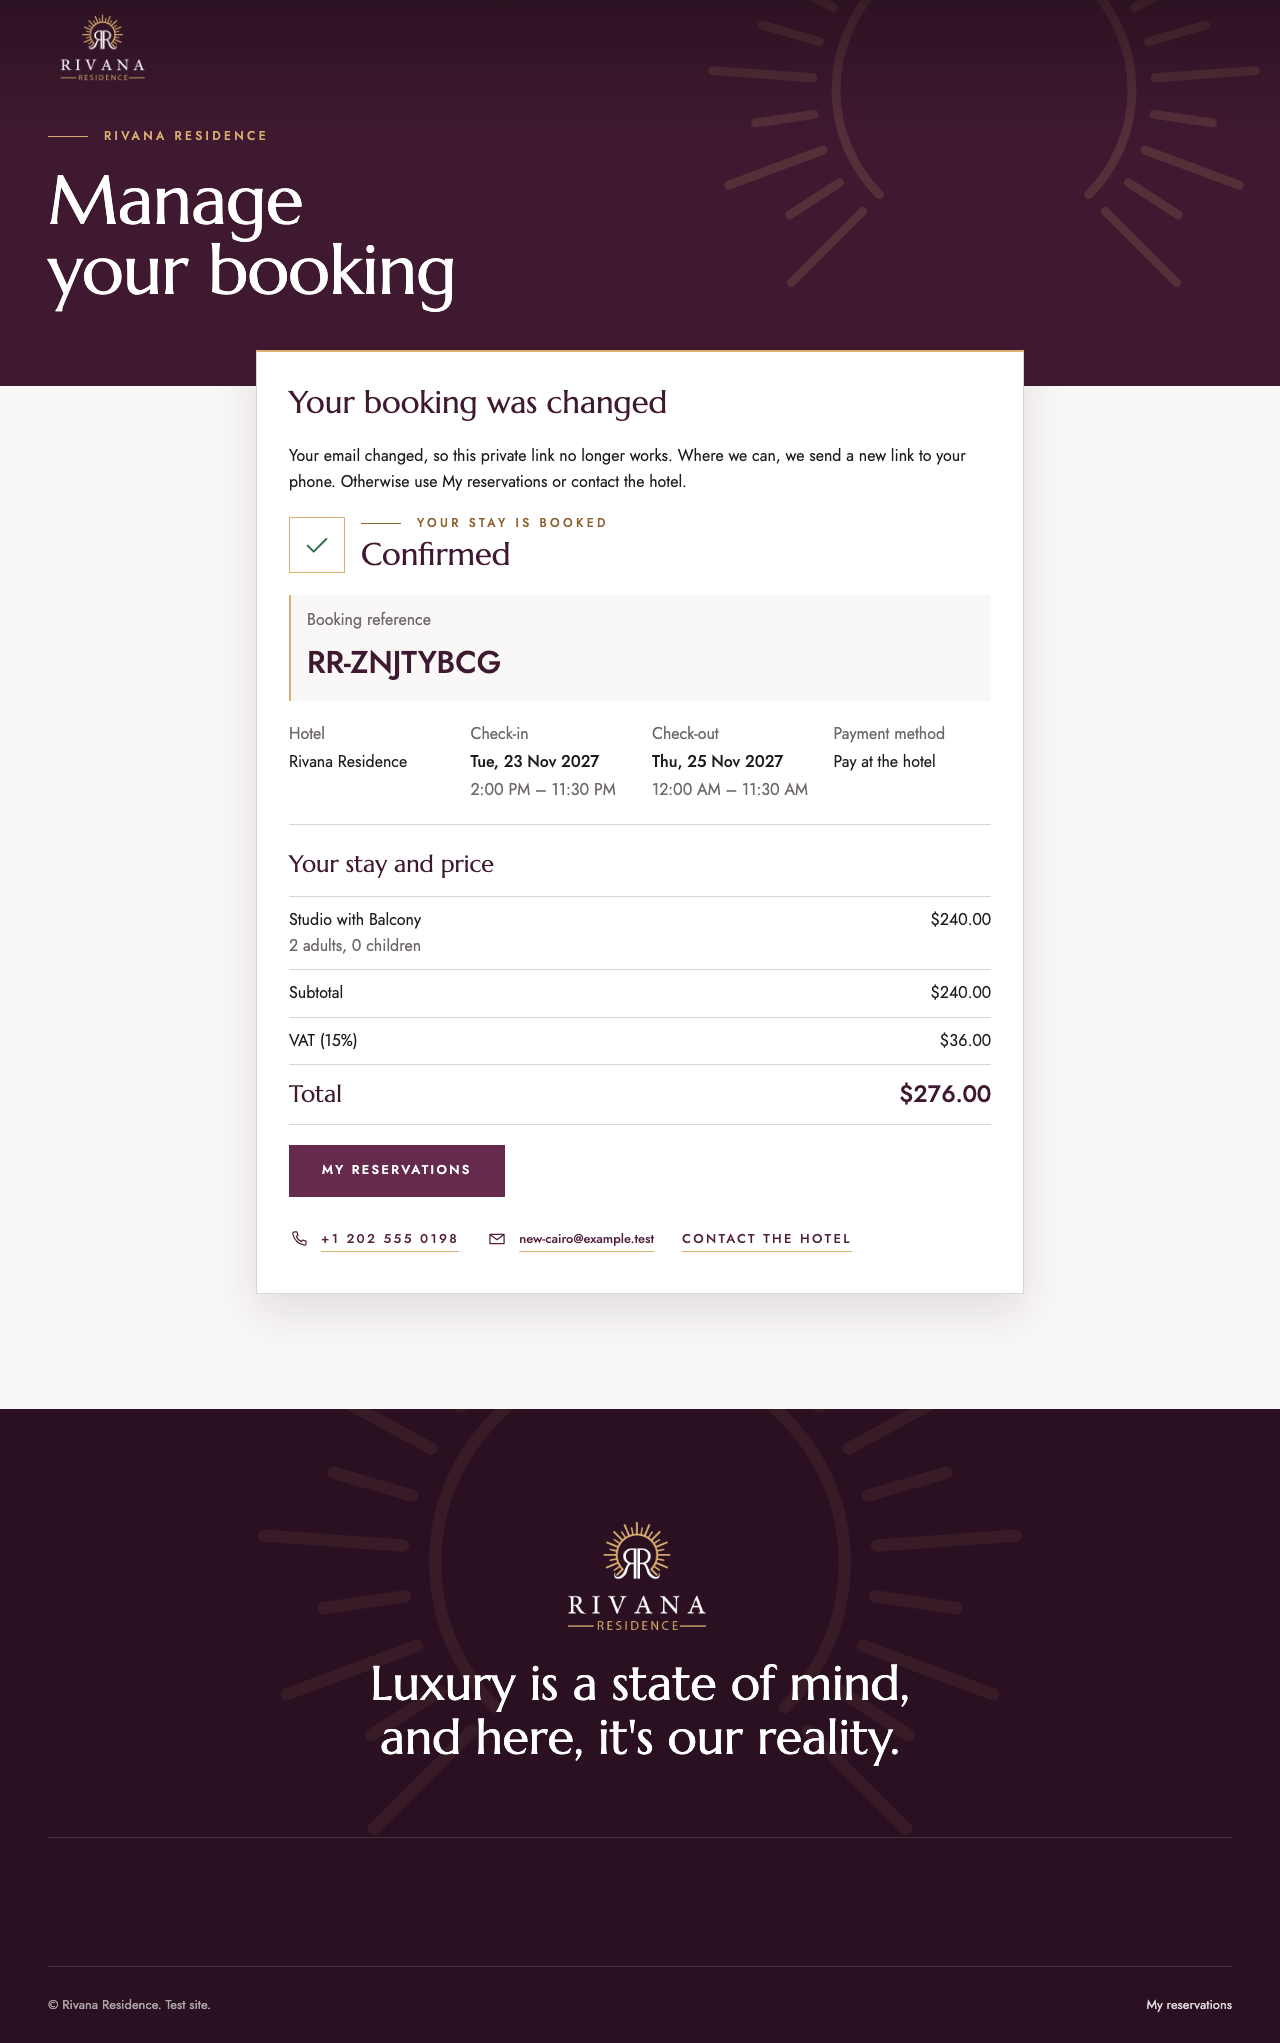 RIVANA
RESIDENCE
RIVANA RESIDENCE
Manage
your booking
Your booking was changed
Your email changed, so this private link no longer works. Where we can, we send a new link to your
phone. Otherwise use My reservations or contact the hotel.
YOUR STAY IS BOOKED
Confirmed
Booking reference
RR-ZNJTYBCG
Hotel Check-in Check-out Payment method
Rivana Residence Tue, 23 Nov 2027 Thu, 25 Nov 2027 Pay at the hotel
2:00 PM – 11:30 PM 12:00 AM – 11:30 AM
Your stay and price
Studio with Balcony $240.00
2 adults, 0 children
Subtotal $240.00
VAT (15%) $36.00
Total $276.00
MY RESERVATIONS
+1 202 555 0198 new-cairo@example.test CONTACT THE HOTEL
RIVANA
RESIDENCE
Luxury is a state of mind,
and here, it's our reality.
© Rivana Residence. Test site. My reservations